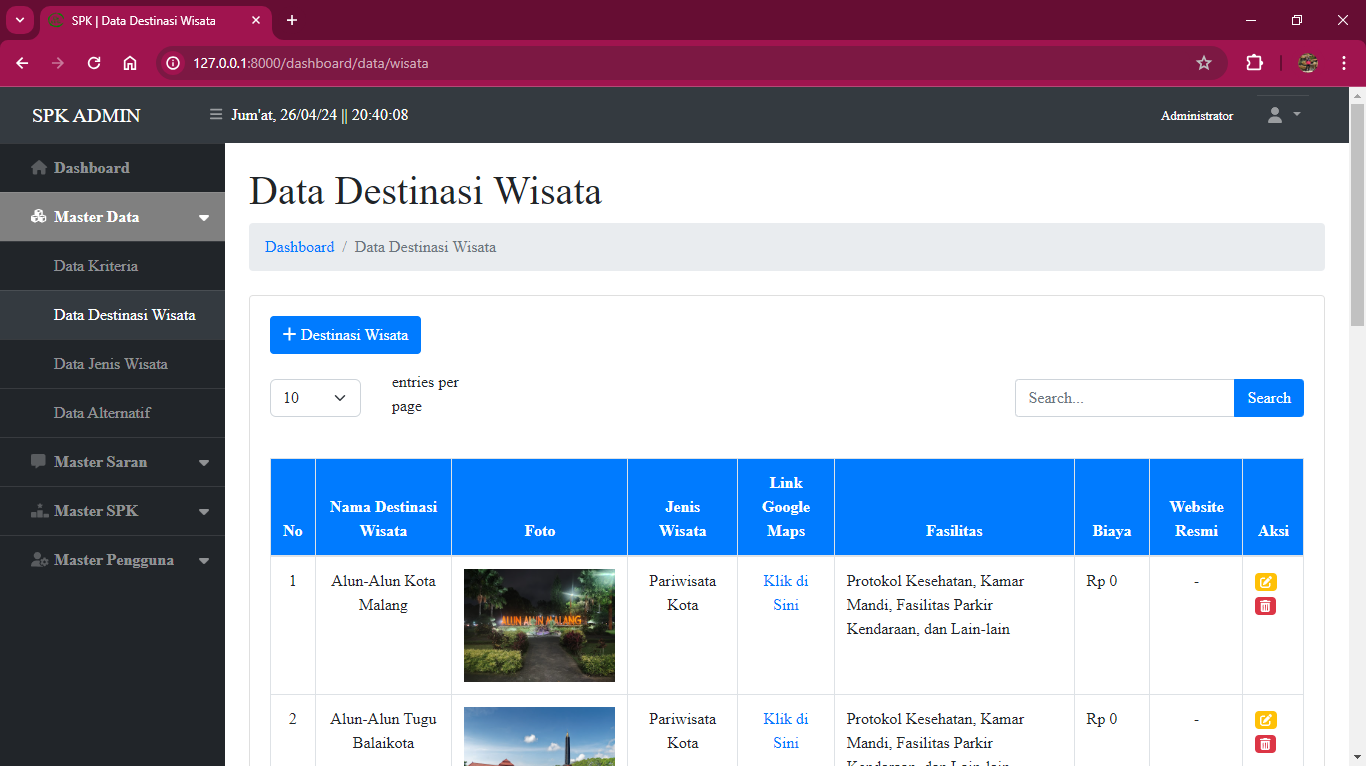 SPK | Data Destinasi Wisata
127.0.0.1:8000/dashboard/data/wisata
SPK ADMIN
Jum'at, 26/04/24 || 20:40:08
Administrator
Dashboard
Master Data
Data Kriteria
Data Destinasi Wisata
Data Jenis Wisata
Data Alternatif
Master Saran
Master SPK
Master Pengguna
Data Destinasi Wisata
Dashboard / Data Destinasi Wisata
+ Destinasi Wisata
10
entries per
page
Search...
Search
No
Nama Destinasi
Wisata
Foto
Jenis
Wisata
Link
Google
Maps
Fasilitas
Biaya
Website
Resmi
Aksi
1
Alun-Alun Kota
Malang
ALUN ALUN MALANG
Pariwisata
Kota
Klik di
Sini
Protokol Kesehatan, Kamar
Mandi, Fasilitas Parkir
Kendaraan, dan Lain-lain
Rp 0
-
2
Alun-Alun Tugu
Balaikota
Pariwisata
Kota
Klik di
Sini
Protokol Kesehatan, Kamar
Mandi, Fasilitas Parkir
Kendaraan, dan Lain-lain
Rp 0
-